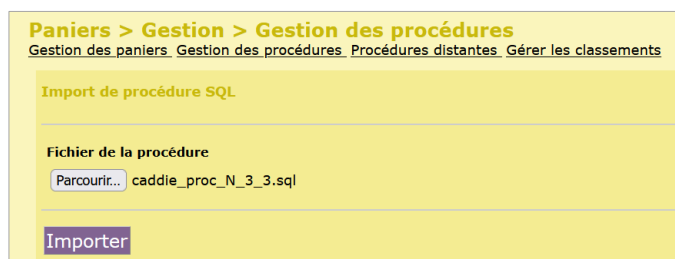 Paniers > Gestion > Gestion des procédures
Gestion des paniers Gestion des procédures Procédures distantes Gérer les classements
Import de procédure SQL
Fichier de la procédure
Parcourir... caddie_proc_N_3_3.sql
Importer